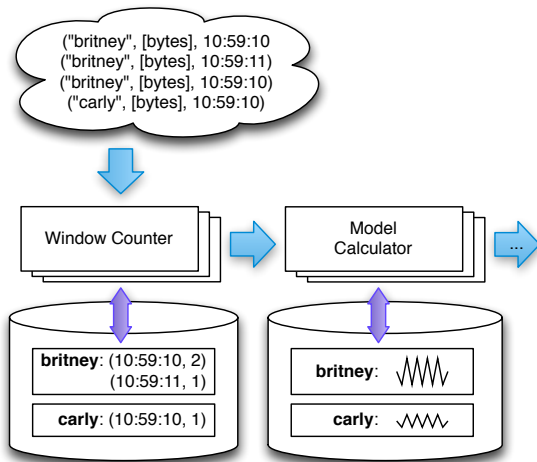 ("britney", [bytes], 10:59:10
("britney", [bytes], 10:59:11)
("britney", [bytes], 10:59:10)
("carly", [bytes], 10:59:10)
Window Counter
Model
Calculator
...
britney: (10:59:10, 2)
(10:59:11, 1)
carly: (10:59:10, 1)
britney:
carly: